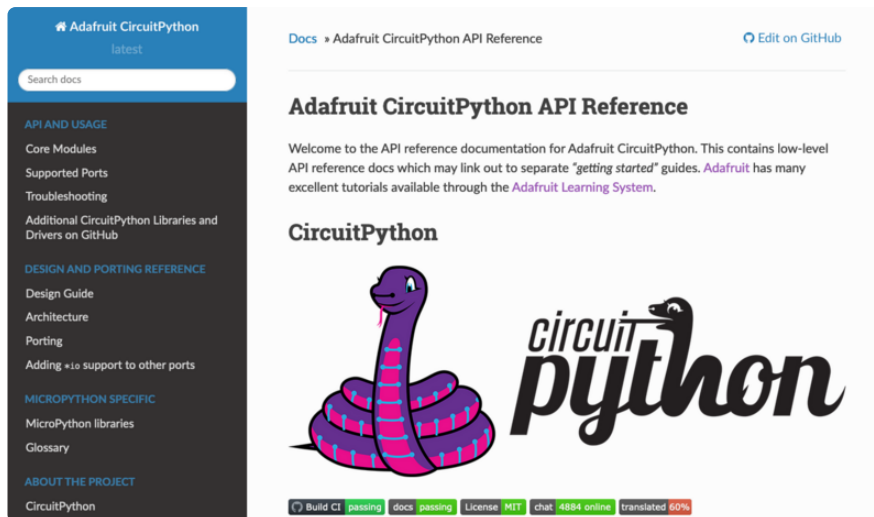 Adafruit CircuitPython
latest
Search docs
API AND USAGE
Core Modules
Supported Ports
Troubleshooting
Additional CircuitPython Libraries and
Drivers on GitHub
DESIGN AND PORTING REFERENCE
Design Guide
Architecture
Porting
Adding *io support to other ports
MICROPYTHON SPECIFIC
MicroPython libraries
Glossary
ABOUT THE PROJECT
CircuitPython
Docs » Adafruit CircuitPython API Reference
Edit on GitHub
Adafruit CircuitPython API Reference
Welcome to the API reference documentation for Adafruit CircuitPython. This contains low-level
API reference docs which may link out to separate "getting started" guides. Adafruit has many
excellent tutorials available through the Adafruit Learning System.
CircuitPython
circuit
python
Build CI passing docs passing License MIT chat 4884 online translated 60%